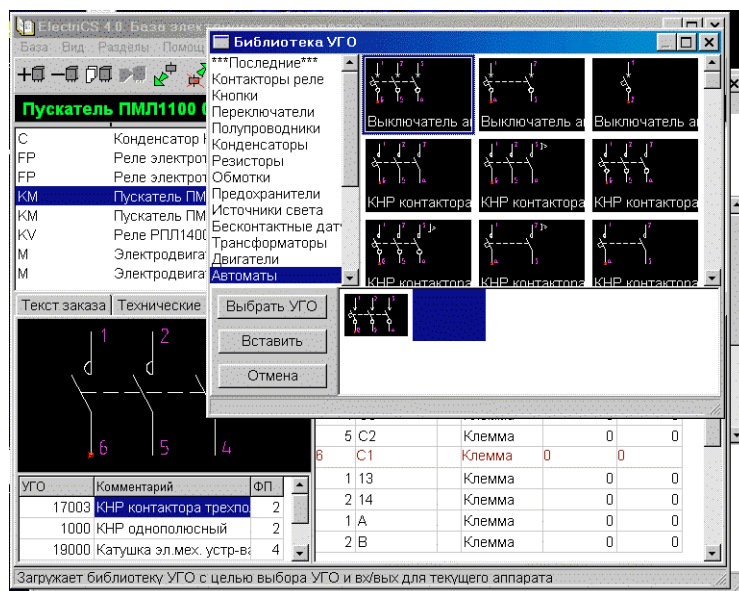 ElectriCS 4.0. База
База Вид Разделы Помощ
Библиотека УГО
Пускатель ПМЛ1100
C Конденсатор
FP Реле электрот
FP Реле электрот
KM Пускатель ПМ
KM Пускатель ПМ
KV Реле РПЛ1400
M Электродвига
M Электродвига
Текст заказа Технические
***Последние***
Контакторы реле
Кнопки
Переключатели
Полупроводники
Конденсаторы
Резисторы
Обмотки
Предохранители
Источники света
Бесконтактные дат
Трансформаторы
Двигатели
Автоматы
Выключатель а Выключатель а Выключатель а
КНР контактора КНР контактора КНР контактора
КНР контактора КНР контактора КНР контактора
Выбрать УГО
Вставить
Отмена
1 2
6 5 4
5 C2 Клемма 0 0
6 C1 Клемма 0 0
1 13 Клемма 0 0
2 14 Клемма 0 0
1 A Клемма 0 0
2 B Клемма 0 0
УГО Комментарий ФП
17003 КНР контактора трехпо 2
1000 КНР однополюсный 2
19000 Катушка эл.мех. устр-ва 4
Загружает библиотеку УГО с целью выбора УГО и вх/вых для текущего аппарата